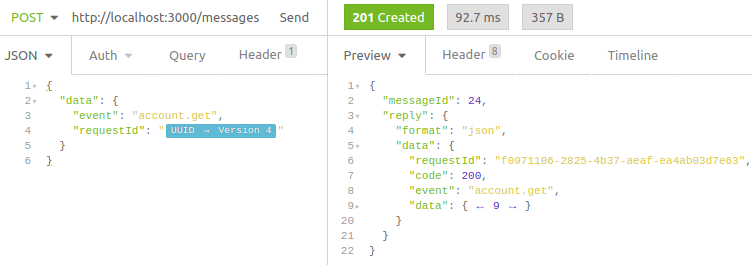 POST http://localhost:3000/messages Send 201 Created 92.7 ms 357 B
JSON Auth Query Header 1 Preview Header 8 Cookie Timeline
1 {
2 "data": {
3 "event": "account.get",
4 "requestId": "UUID → Version 4"
5 }
6 }
1 {
2 "messageId": 24,
3 "reply": {
4 "format": "json",
5 "data": {
6 "requestId": "f0971106-2825-4b37-aeaf-ea4ab03d7e63",
7 "code": 200,
8 "event": "account.get",
9 "data": { ↔ 9 ↔ }
20 }
21 }
22 }